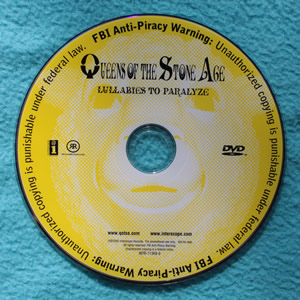 FBI Anti-Piracy Warning: Unauthorized copying is punishable under federal law.
QUEENS OF THE STONE AGE
LULLABIES TO PARALYZE
DVD
www.qotsa.com www.interscope.com
FBI Anti-Piracy Warning: Unauthorized copying is punishable under federal law.